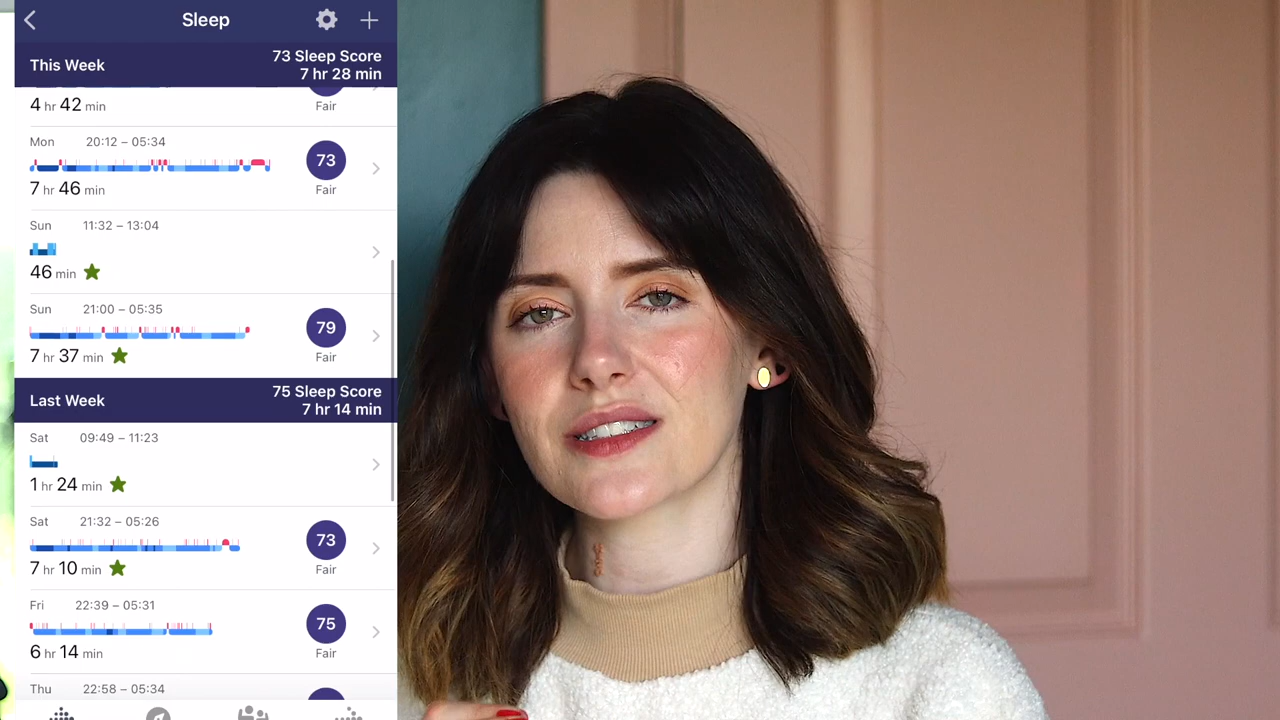 Sleep
This Week
73 Sleep Score
7 hr 28 min
4 hr 42 min
Fair
Mon 20:12 – 05:34
73
7 hr 46 min
Fair
Sun 11:32 – 13:04
46 min
Sun 21:00 – 05:35
79
7 hr 37 min
Fair
Last Week
75 Sleep Score
7 hr 14 min
Sat 09:49 – 11:23
1 hr 24 min
Sat 21:32 – 05:26
73
7 hr 10 min
Fair
Fri 22:39 – 05:31
75
6 hr 14 min
Fair
Thu 22:58 – 05:34